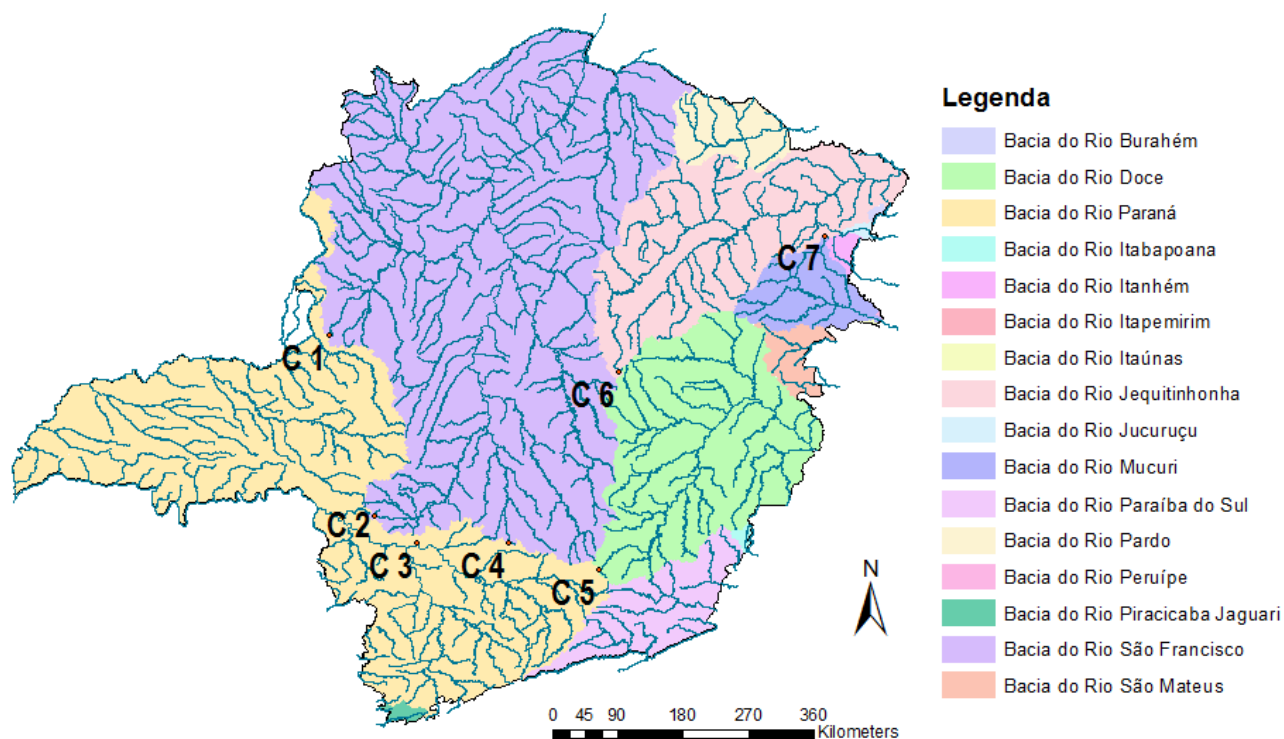 C 1
C 2
C 3
C 4
C 5
C 6
C 7
Legenda
Bacia do Rio Burahém
Bacia do Rio Doce
Bacia do Rio Paraná
Bacia do Rio Itabapoana
Bacia do Rio Itanhém
Bacia do Rio Itapemirim
Bacia do Rio Itaúnas
Bacia do Rio Jequitinhonha
Bacia do Rio Jucuruçu
Bacia do Rio Mucuri
Bacia do Rio Paraíba do Sul
Bacia do Rio Pardo
Bacia do Rio Peruípe
Bacia do Rio Piracicaba Jaguari
Bacia do Rio São Francisco
Bacia do Rio São Mateus
N
0 45 90 180 270 360
Kilometers